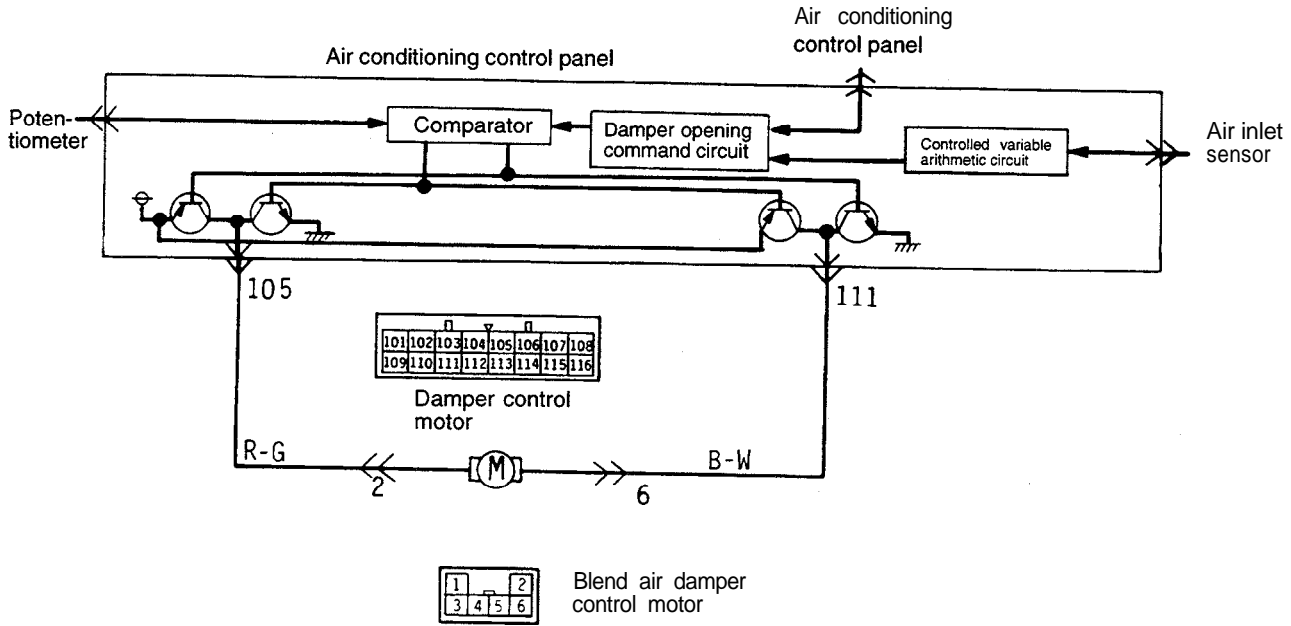 Air conditioning
control panel
Air conditioning control panel
Poten-
tiometer
Comparator
Damper opening
command circuit
Controlled variable
arithmetic circuit
Air inlet
sensor
105
111
101 102 103 104 105 106 107 108
109 110 111 112 113 114 115 116
Damper control
motor
R-G
M
B-W
2
6
1 2
3 4 5 6
Blend air damper
control motor